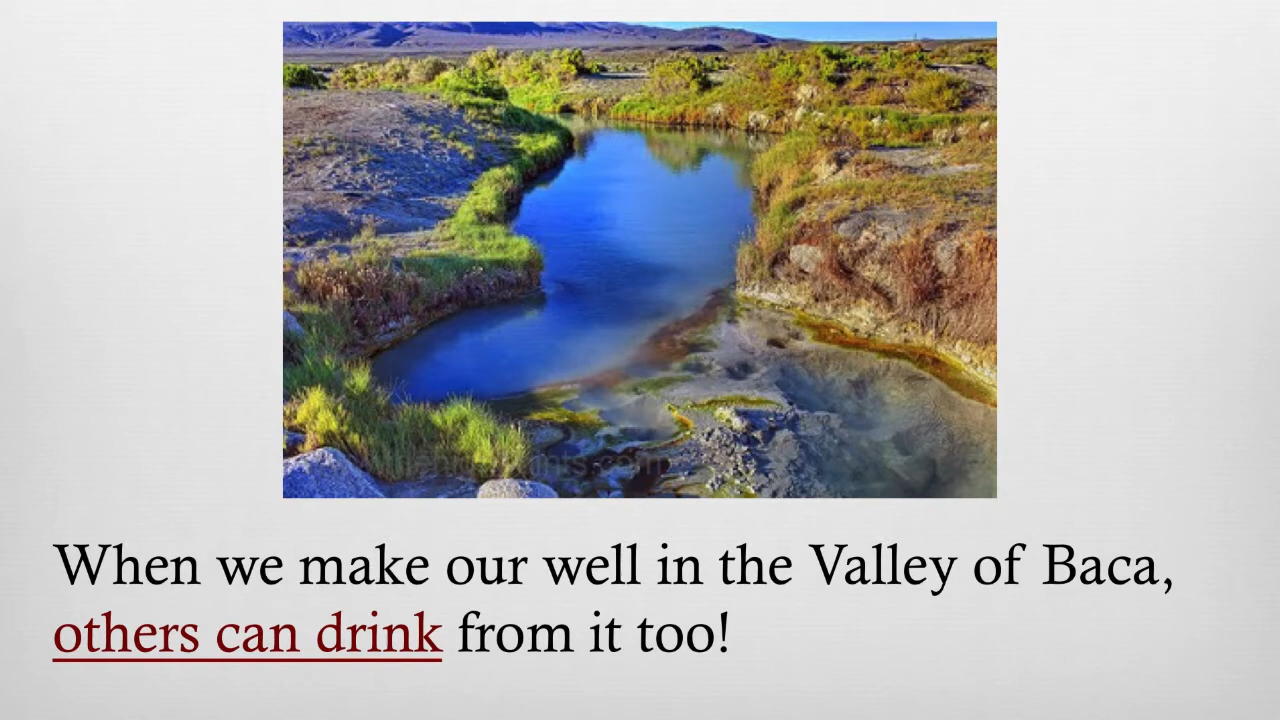 When we make our well in the Valley of Baca,
others can drink from it too!